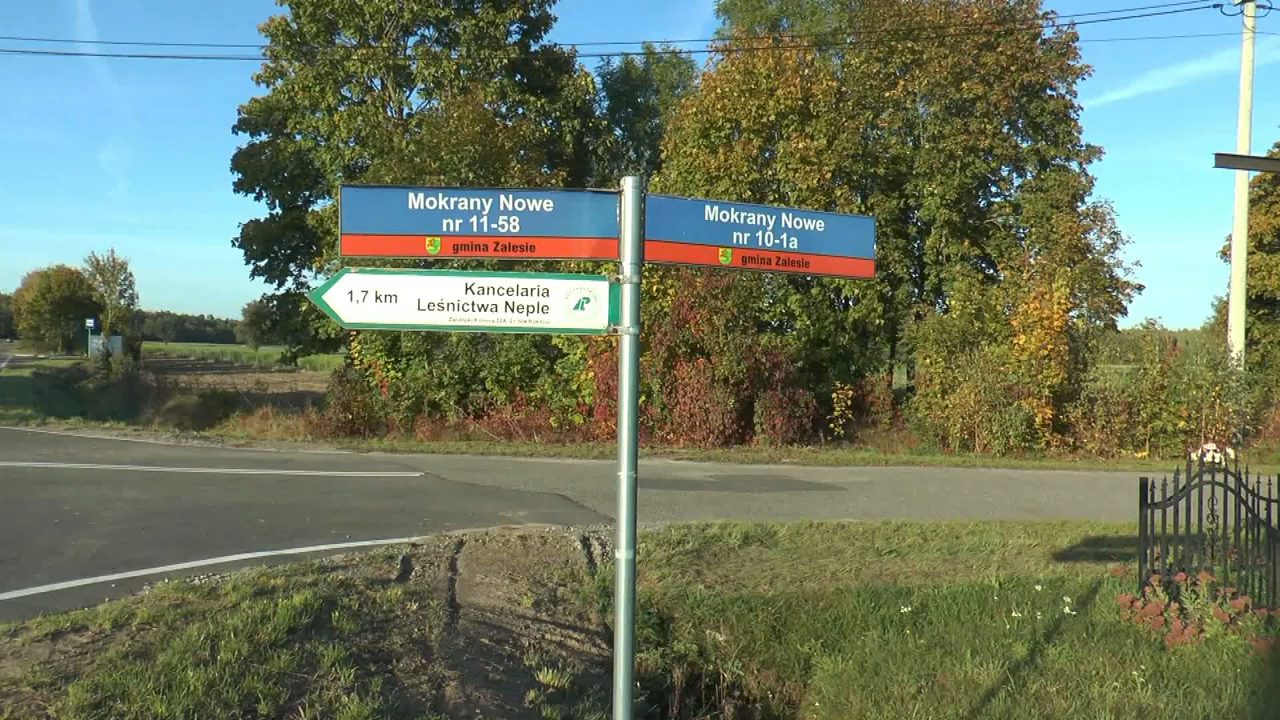 Mokrany Nowe
nr 11-58
gmina Zalesie
Mokrany Nowe
nr 10-1a
gmina Zalesie
1,7 km
Kancelaria
Leśnictwa Neple